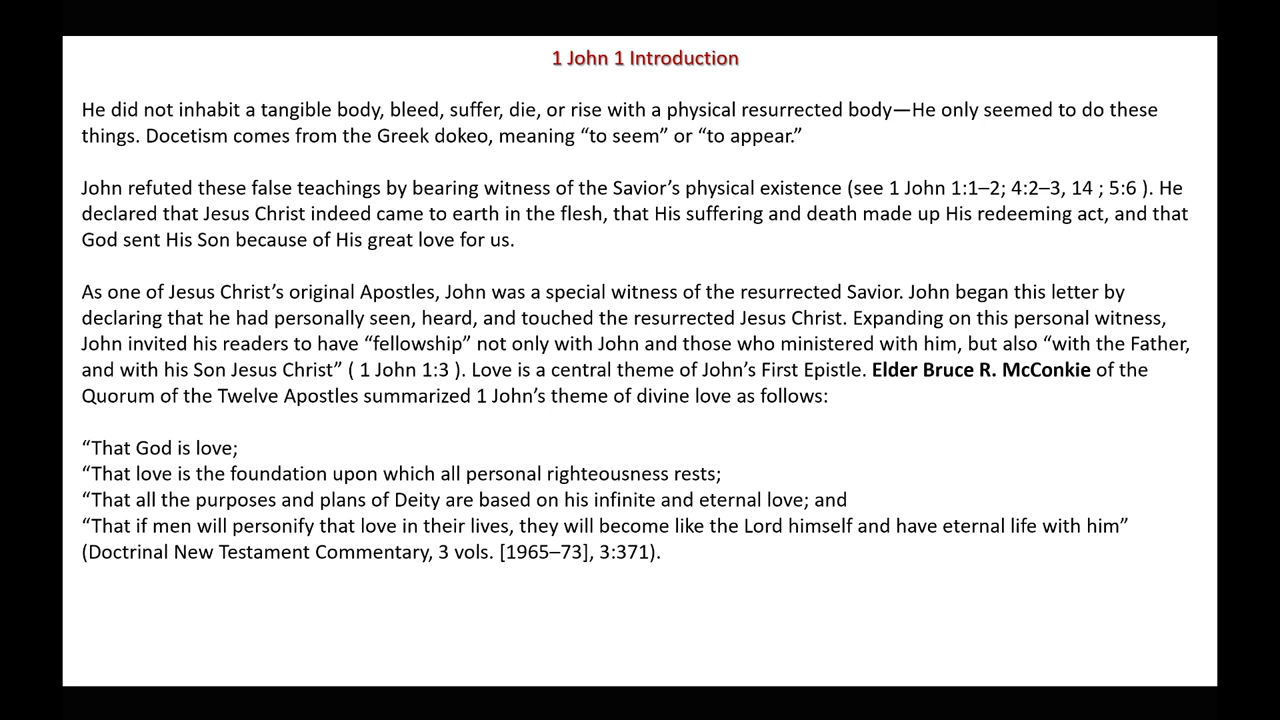 1 John 1 Introduction
He did not inhabit a tangible body, bleed, suffer, die, or rise with a physical resurrected body—He only seemed to do these
things. Docetism comes from the Greek dokeo, meaning “to seem” or “to appear.”
John refuted these false teachings by bearing witness of the Savior’s physical existence (see 1 John 1:1–2; 4:2–3, 14 ; 5:6 ). He
declared that Jesus Christ indeed came to earth in the flesh, that His suffering and death made up His redeeming act, and that
God sent His Son because of His great love for us.
As one of Jesus Christ’s original Apostles, John was a special witness of the resurrected Savior. John began this letter by
declaring that he had personally seen, heard, and touched the resurrected Jesus Christ. Expanding on this personal witness,
John invited his readers to have “fellowship” not only with John and those who ministered with him, but also “with the Father,
and with his Son Jesus Christ” ( 1 John 1:3 ). Love is a central theme of John’s First Epistle. Elder Bruce R. McConkie of the
Quorum of the Twelve Apostles summarized 1 John’s theme of divine love as follows:
“That God is love;
“That love is the foundation upon which all personal righteousness rests;
“That all the purposes and plans of Deity are based on his infinite and eternal love; and
“That if men will personify that love in their lives, they will become like the Lord himself and have eternal life with him”
(Doctrinal New Testament Commentary, 3 vols. [1965–73], 3:371).